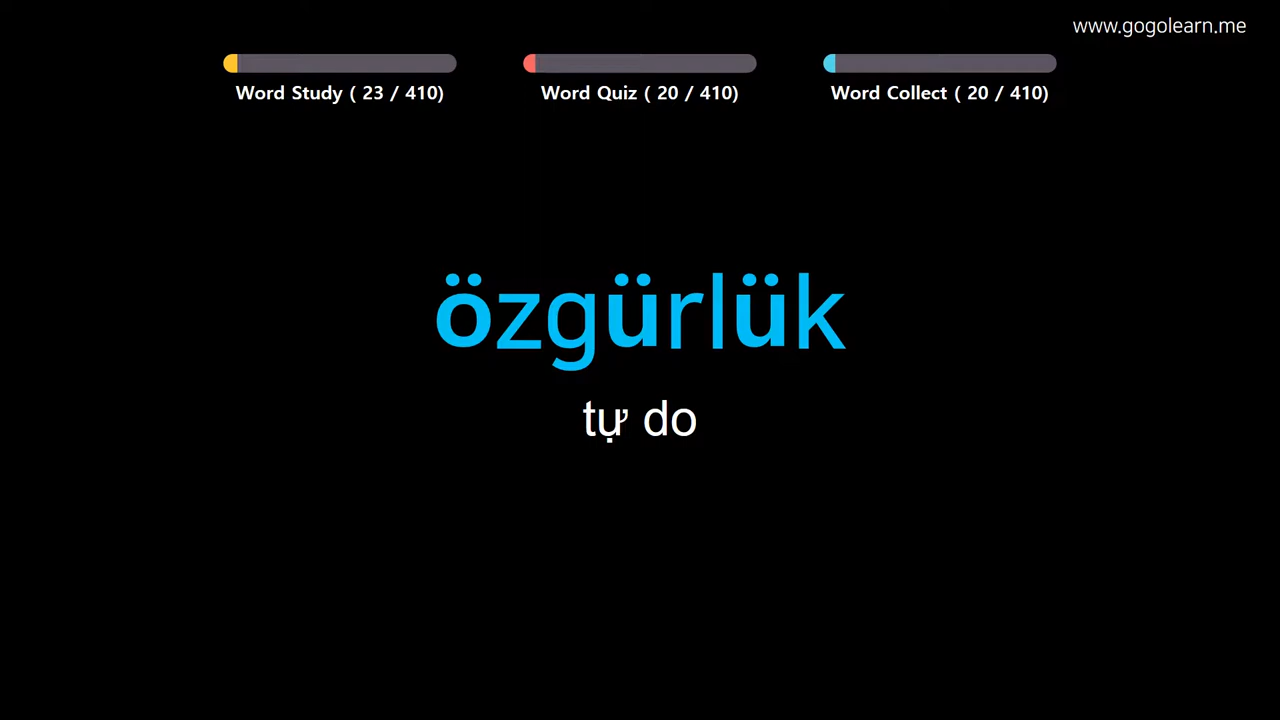 www.gogolearn.me
Word Study ( 23 / 410)
Word Quiz ( 20 / 410)
Word Collect ( 20 / 410)
özgürlük
tự do